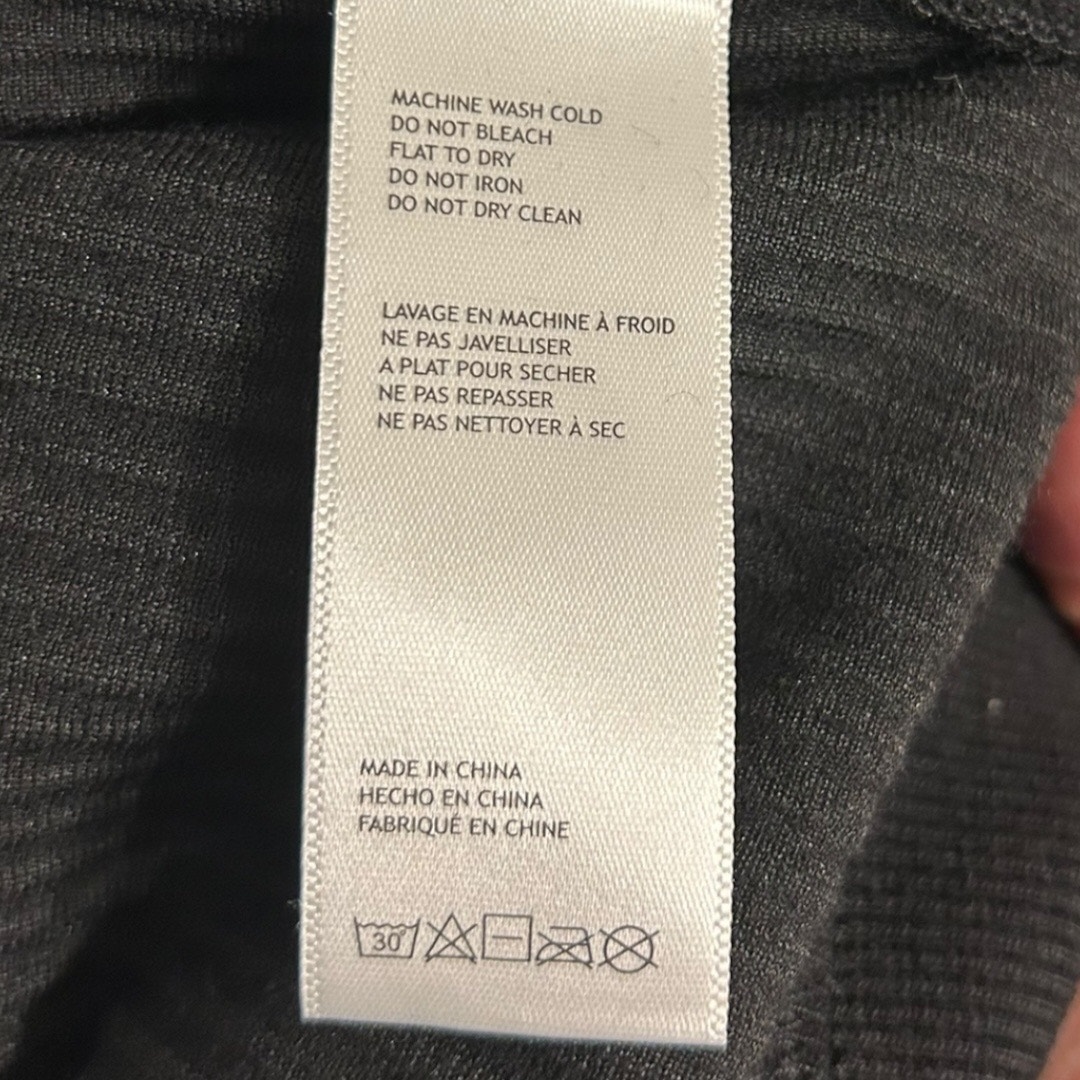 MACHINE WASH COLD
DO NOT BLEACH
FLAT TO DRY
DO NOT IRON
DO NOT DRY CLEAN
LAVAGE EN MACHINE À FROID
NE PAS JAVELLISER
A PLAT POUR SECHER
NE PAS REPASSER
NE PAS NETTOYER À SEC
MADE IN CHINA
HECHO EN CHINA
FABRIQUÉ EN CHINE
30